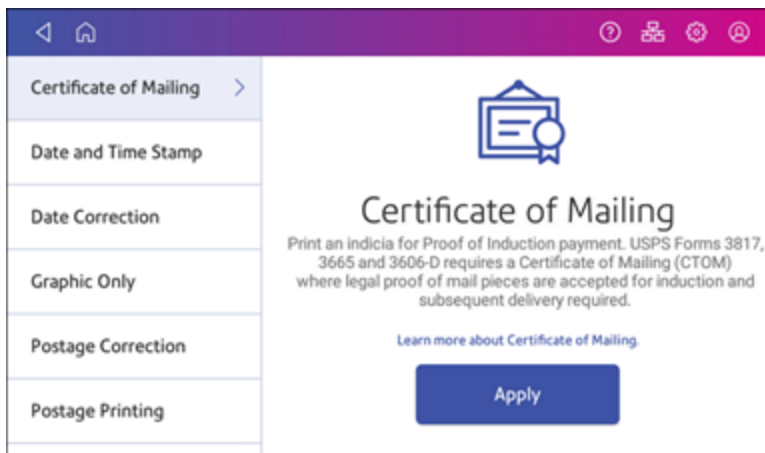 Certificate of Mailing
Date and Time Stamp
Date Correction
Graphic Only
Postage Correction
Postage Printing
Certificate of Mailing
Print an indicia for Proof of Induction payment. USPS Forms 3817,
3665 and 3606-D requires a Certificate of Mailing (CTOM)
where legal proof of mail pieces are accepted for induction and
subsequent delivery required.
Learn more about Certificate of Mailing.
Apply